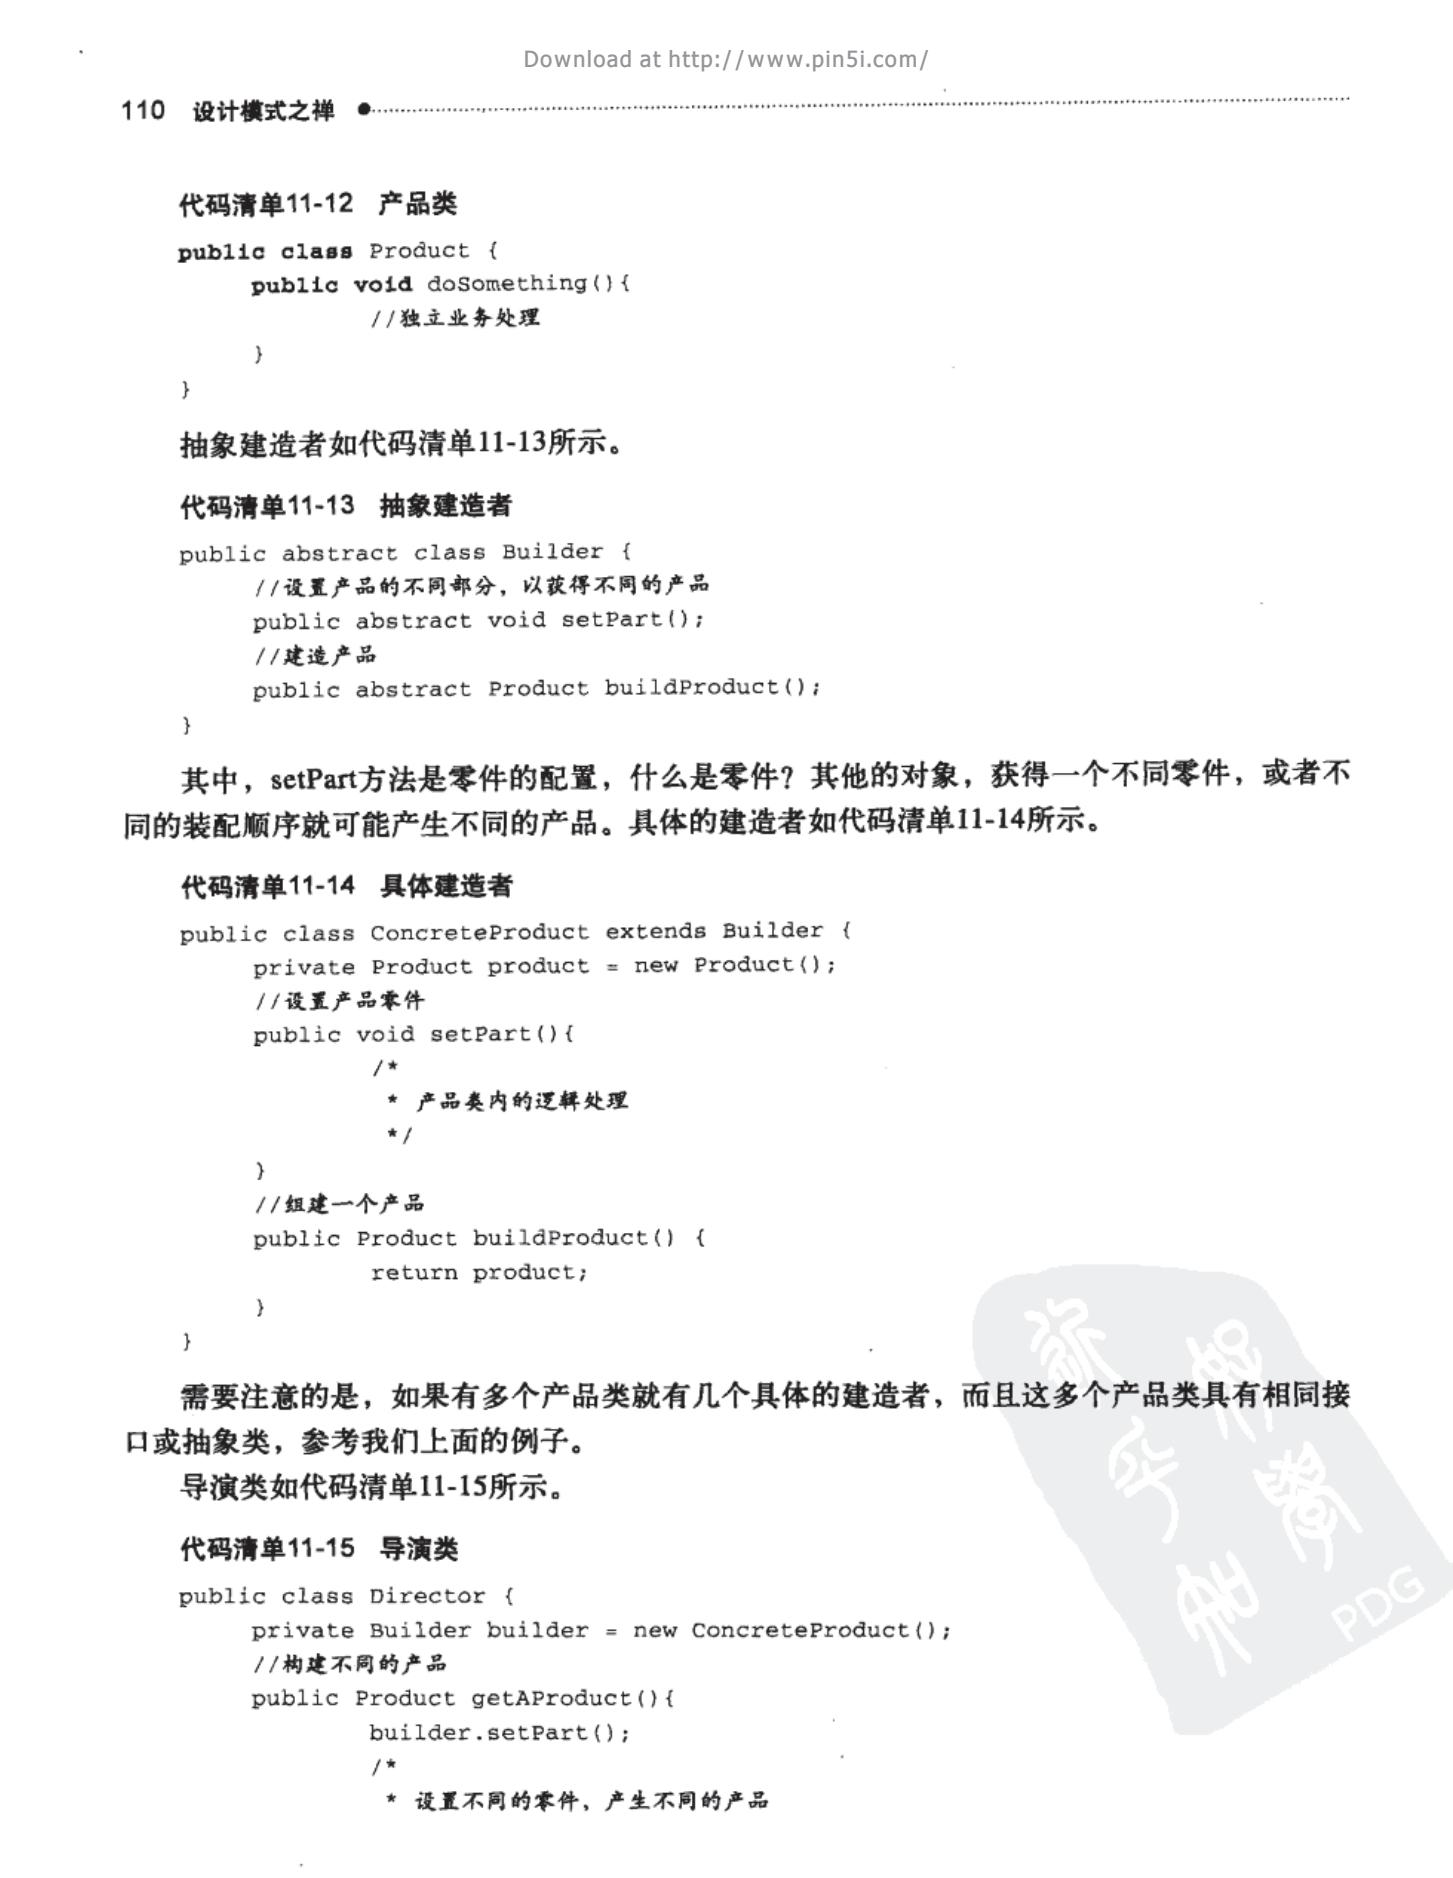 Download at http://www.pin5i.com/
110 设计模式之禅
代码清单11-12 产品类
public class Product {
public void doSomething(){
//独立业务处理
}
}
抽象建造者如代码清单11-13所示。
代码清单11-13 抽象建造者
public abstract class Builder {
//设置产品的不同部分，以获得不同的产品
public abstract void setPart();
//建造产品
public abstract Product buildProduct();
}
其中，setPart方法是零件的配置，什么是零件？其他的对象，获得一个不同零件，或者不
同的装配顺序就可能产生不同的产品。具体的建造者如代码清单11-14所示。
代码清单11-14 具体建造者
public class ConcreteProduct extends Builder {
private Product product = new Product();
//设置产品零件
public void setPart(){
/*
* 产品类内的逻辑处理
*/
}
//组建一个产品
public Product buildProduct() {
return product;
}
}
需要注意的是，如果有多个产品类就有几个具体的建造者，而且这多个产品类具有相同接
口或抽象类，参考我们上面的例子。
导演类如代码清单11-15所示。
代码清单11-15 导演类
public class Director {
private Builder builder = new ConcreteProduct();
//构建不同的产品
public Product getAProduct(){
builder.setPart();
/*
* 设置不同的零件，产生不同的产品
PDG